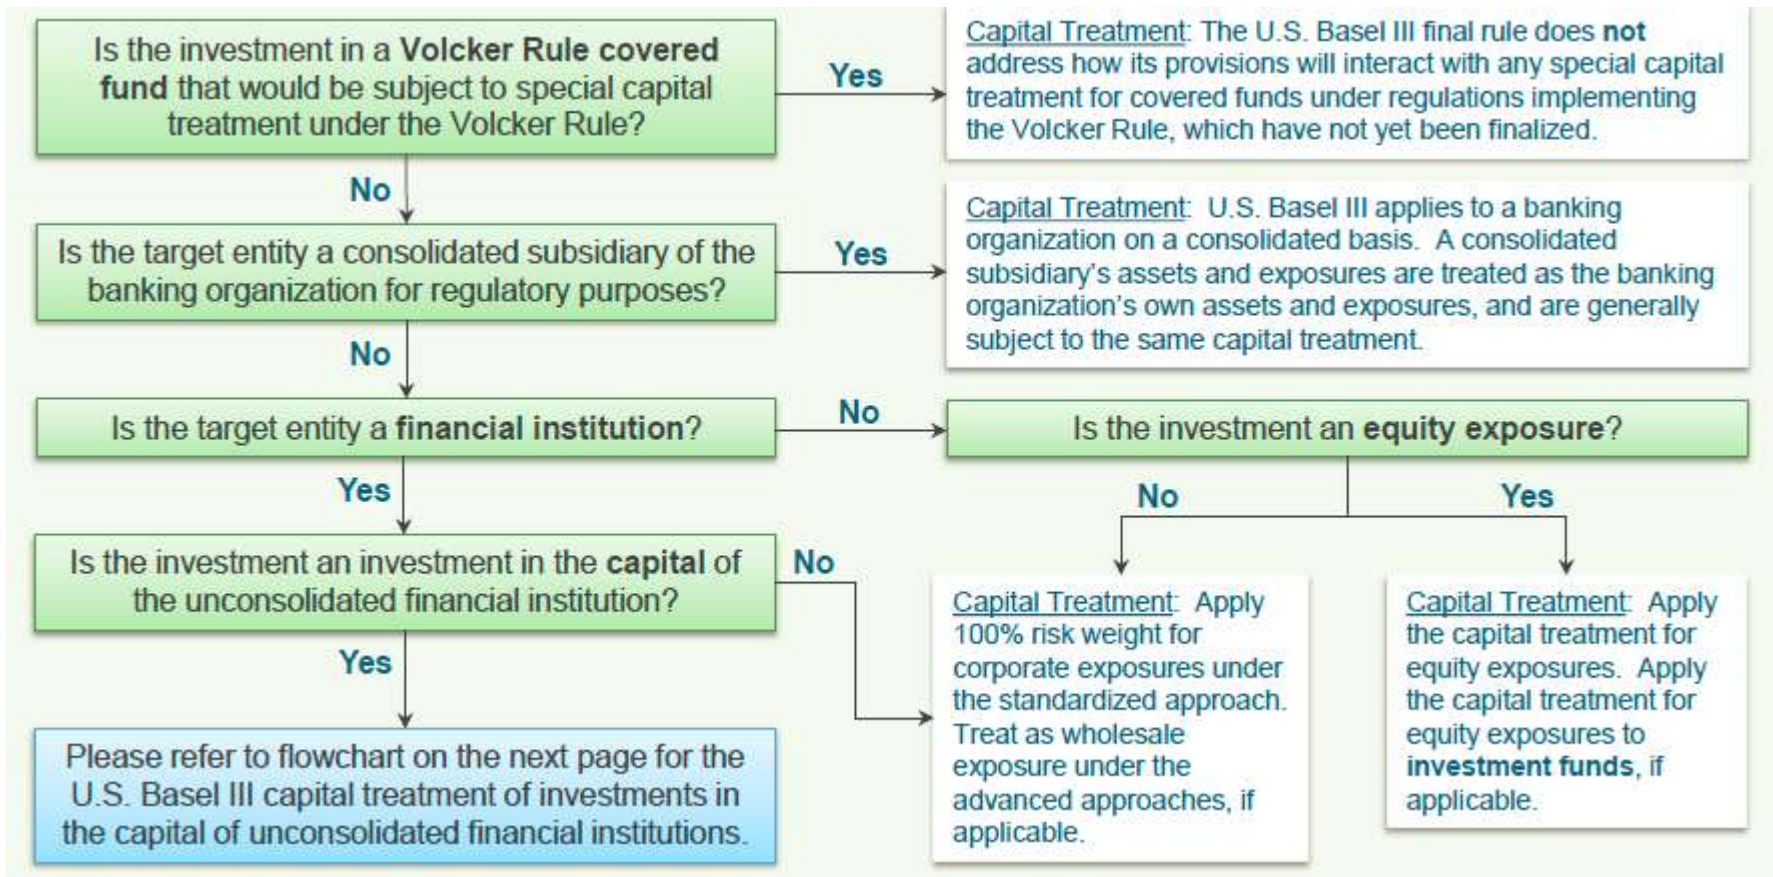 Is the investment in a Volcker Rule covered
fund that would be subject to special capital
treatment under the Volcker Rule?
Yes
Capital Treatment: The U.S. Basel III final rule does not
address how its provisions will interact with any special capital
treatment for covered funds under regulations implementing
the Volcker Rule, which have not yet been finalized.
No
Is the target entity a consolidated subsidiary of the
banking organization for regulatory purposes?
Yes
Capital Treatment: U.S. Basel III applies to a banking
organization on a consolidated basis. A consolidated
subsidiary's assets and exposures are treated as the banking
organization's own assets and exposures, and are generally
subject to the same capital treatment.
No
Is the target entity a financial institution?
No
Is the investment an equity exposure?
Yes
No
Yes
Is the investment an investment in the capital of
the unconsolidated financial institution?
No
Capital Treatment: Apply
100% risk weight for
corporate exposures under
the standardized approach.
Treat as wholesale
exposure under the
advanced approaches, if
applicable.
Capital Treatment: Apply
the capital treatment for
equity exposures. Apply
the capital treatment for
equity exposures to
investment funds, if
applicable.
Yes
Please refer to flowchart on the next page for the
U.S. Basel III capital treatment of investments in
the capital of unconsolidated financial institutions.